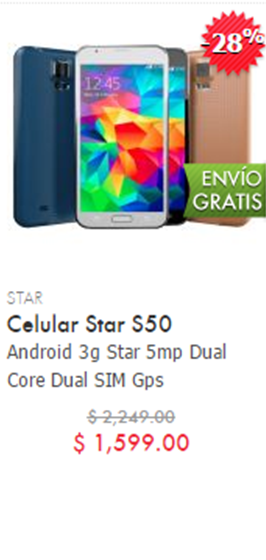 -28%
12:45
ENVÍO
GRATIS
STAR
Celular Star S50
Android 3g Star 5mp Dual
Core Dual SIM Gps
$ 2,249.00
$ 1,599.00